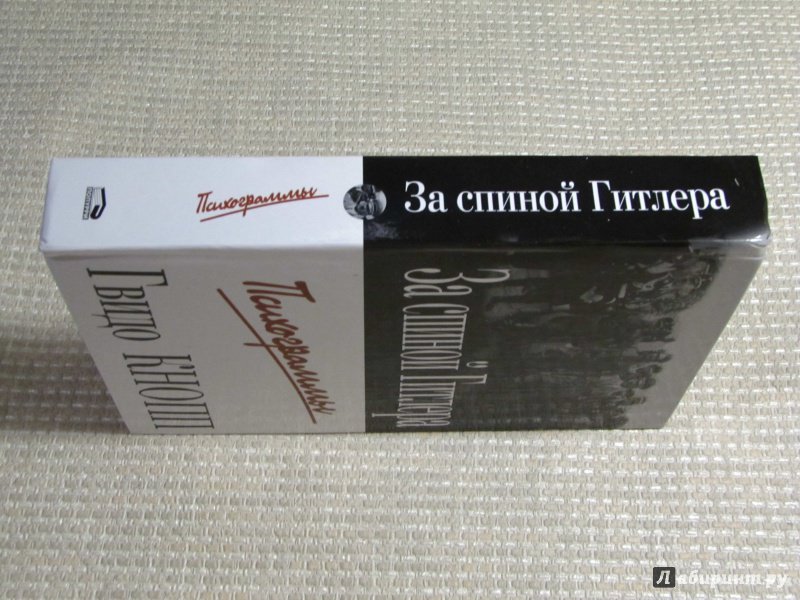 Психограммы
За спиной Гитлера
Гвидо КНОПП
Психограммы
За спиной Гитлера
Лабиринт.ру